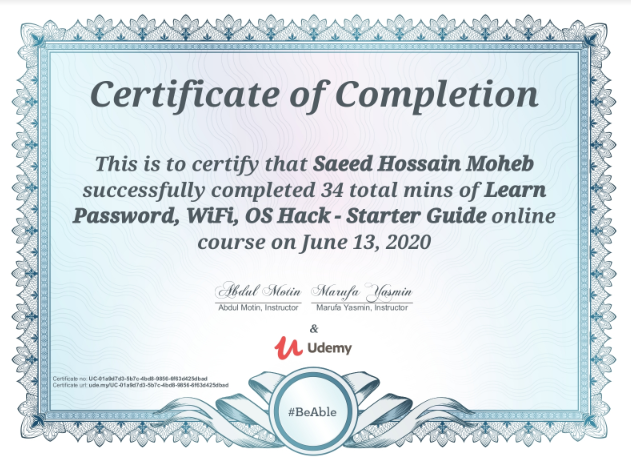 Certificate of Completion
This is to certify that Saeed Hossain Moheb
successfully completed 34 total mins of Learn
Password, WiFi, OS Hack - Starter Guide online
course on June 13, 2020
Abdul Motin Marufa Yasmin
Abdul Motin, Instructor Marufa Yasmin, Instructor
&
Udemy
Certificate no: UC-01a9d7d3-5b7c-4bd8-9856-6f63d425dbad
Certificate url: ude.my/UC-01a9d7d3-5b7c-4bd8-9856-6f63d425dbad
#BeAble